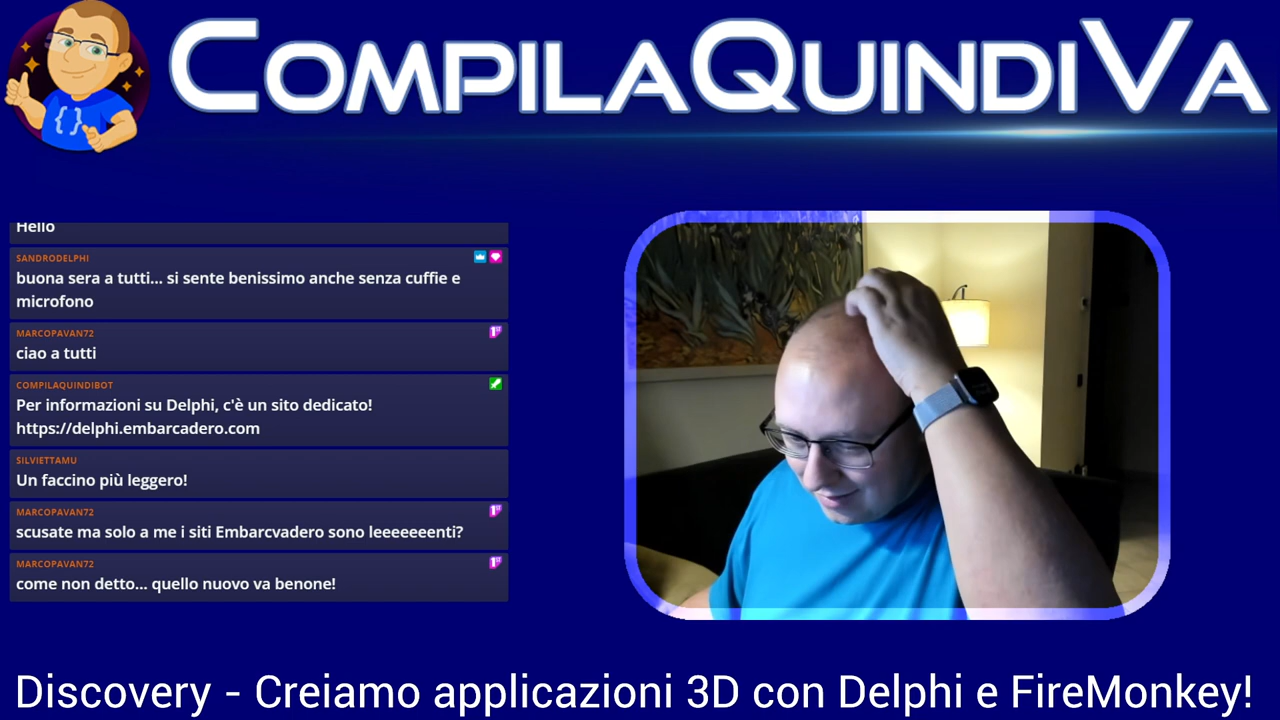 COMPILAQUINDIVA
{}
Hello
SANDRODELPHI
buona sera a tutti... si sente benissimo anche senza cuffie e
microfono
MARCOPAVAN72
ciao a tutti
COMPILAQUINDIBOT
Per informazioni su Delphi, c'è un sito dedicato!
https://delphi.embarcadero.com
SILVIETTAMU
Un faccino più leggero!
MARCOPAVAN72
scusate ma solo a me i siti Embarcvadero sono leeeeeeenti?
MARCOPAVAN72
come non detto... quello nuovo va benone!
Discovery - Creiamo applicazioni 3D con Delphi e FireMonkey!